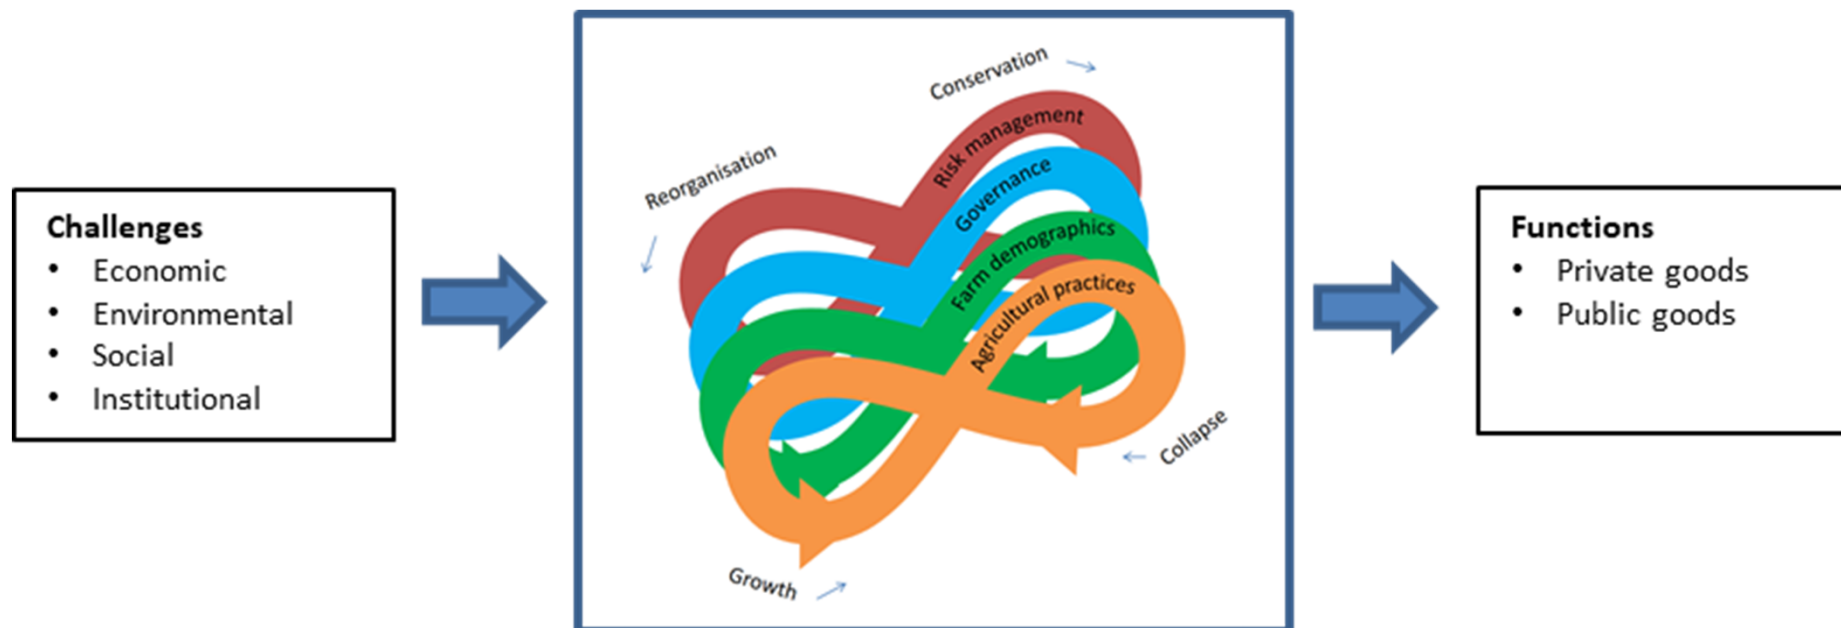 Challenges
• Economic
• Environmental
• Social
• Institutional
Conservation
Reorganisation
Risk management
Governance
Farm demographics
Agricultural practices
Collapse
Growth
Functions
• Private goods
• Public goods